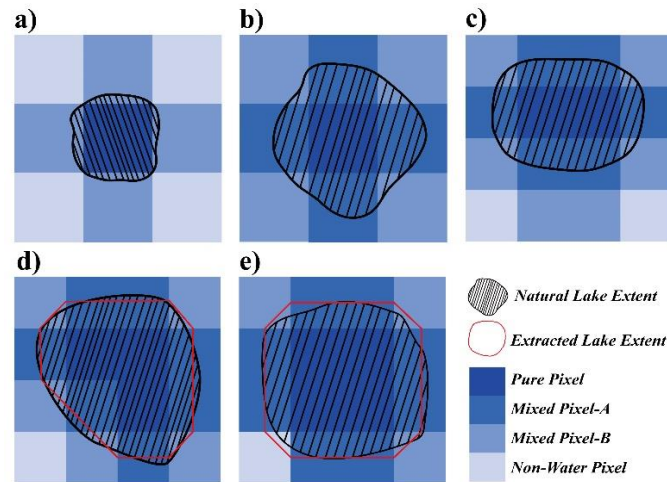 a)
b)
c)
d)
e)
Natural Lake Extent
Extracted Lake Extent
Pure Pixel
Mixed Pixel-A
Mixed Pixel-B
Non-Water Pixel